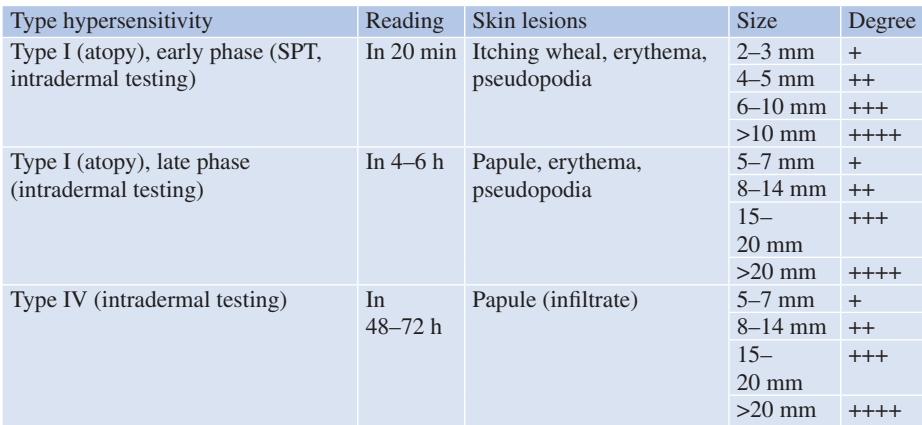 Type hypersensitivity Reading Skin lesions Size Degree
Type I (atopy), early phase (SPT, In 20 min Itching wheal, erythema, 2–3 mm +
intradermal testing) pseudopodia 4–5 mm ++
6–10 mm +++
>10 mm ++++
Type I (atopy), late phase In 4–6 h Papule, erythema, 5–7 mm +
(intradermal testing) pseudopodia 8–14 mm ++
15– +++
20 mm
>20 mm ++++
Type IV (intradermal testing) In Papule (infiltrate) 5–7 mm +
48–72 h 8–14 mm ++
15– +++
20 mm
>20 mm ++++